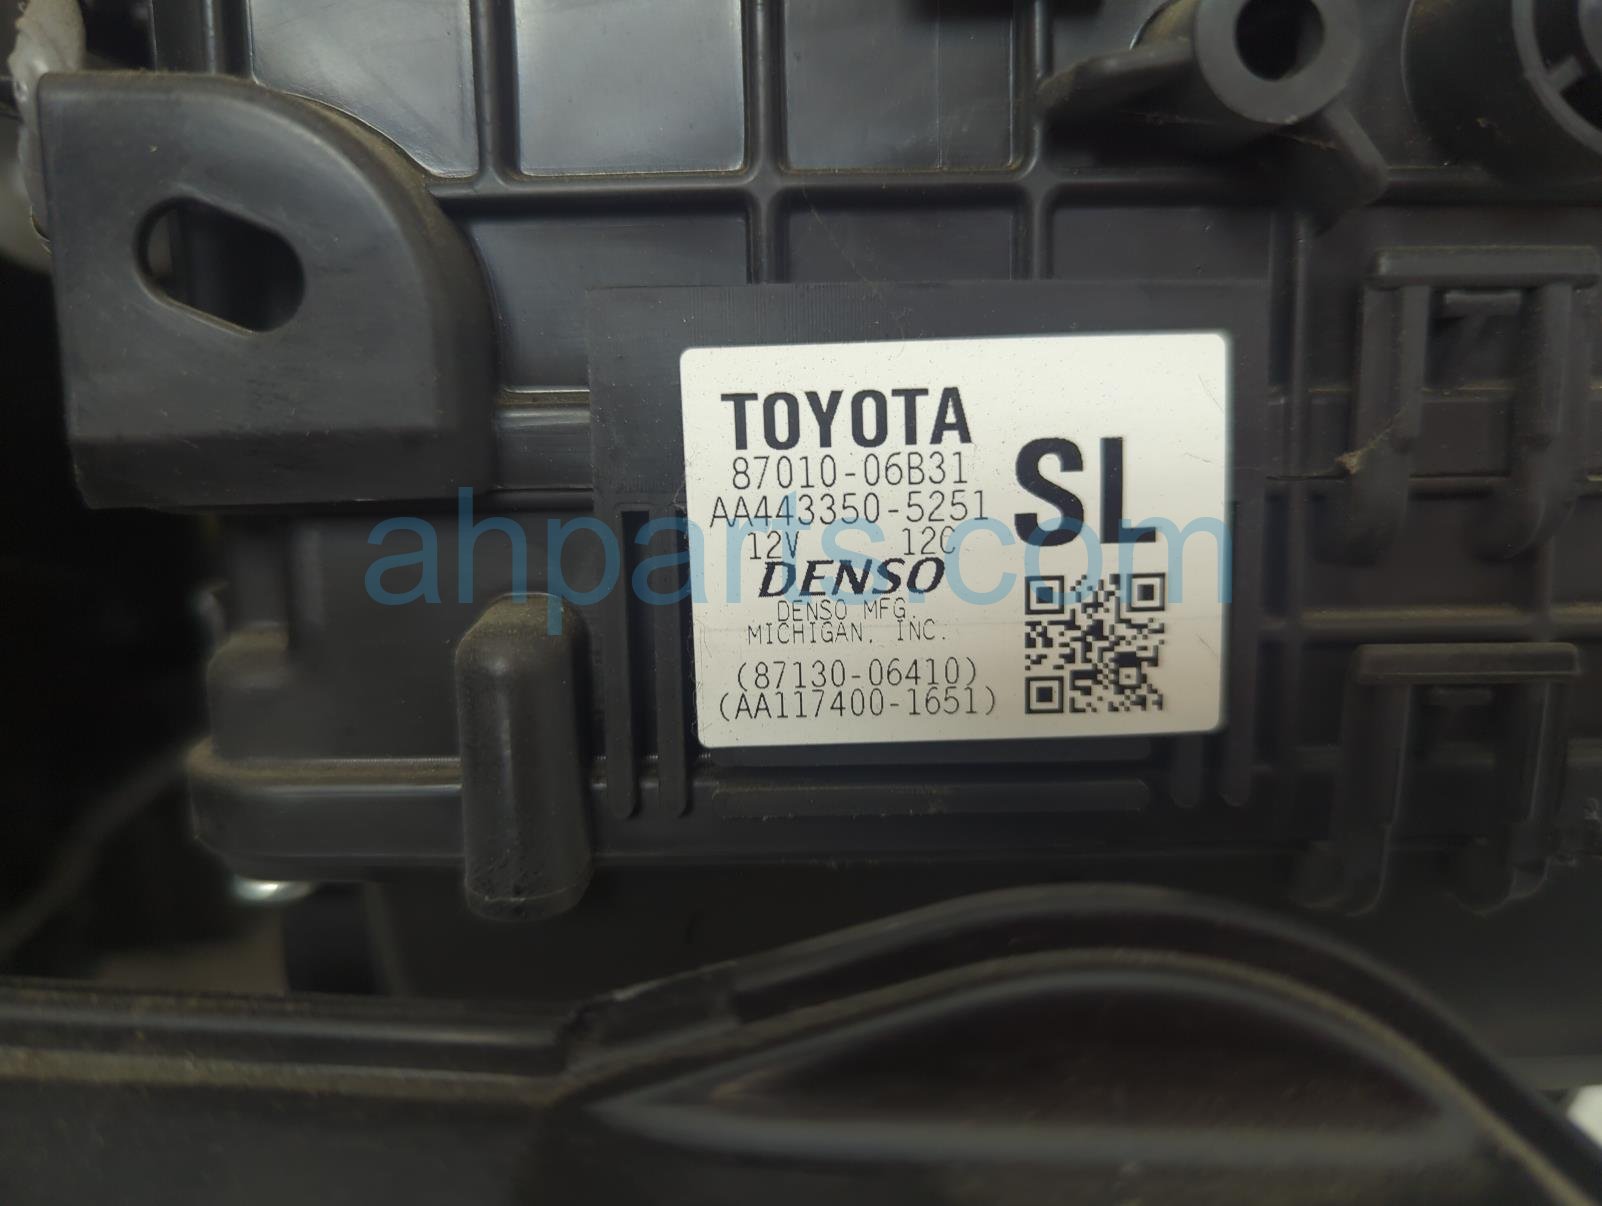 TOYOTA
87010-06B31
SL
AA443350-5251
12V 12C
DENSO
DENSO MFG.
MICHIGAN, INC.
(87130-06410)
(AA117400-1651)
ahparts.com